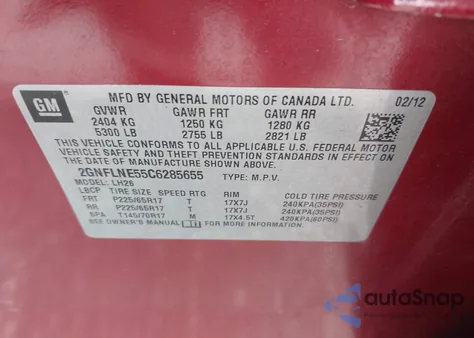 GM
MFD BY GENERAL MOTORS OF CANADA LTD. 02/12
GVWR GAWR FRT GAWR RR
2404 KG 1250 KG 1280 KG
5300 LB 2755 LB 2821 LB
THIS VEHICLE CONFORMS TO ALL APPLICABLE U.S. FEDERAL MOTOR
VEHICLE SAFETY AND THEFT PREVENTION STANDARDS IN EFFECT ON
THE DATE OF MANUFACTURE SHOWN ABOVE.
2GNFLNE55C6285655 TYPE: M.P.V.
MODEL: LH26
LBCP TIRE SIZE SPEED RTG RIM COLD TIRE PRESSURE
FRT P225/65R17 T 17X7J 240KPA(35PSI)
RR P225/65R17 T 17X7J 240KPA(35PSI)
SPA T145/70R17 M 17X4.5T 420KPA(60PSI)
SEE OWNER'S MANUAL
autoSnap